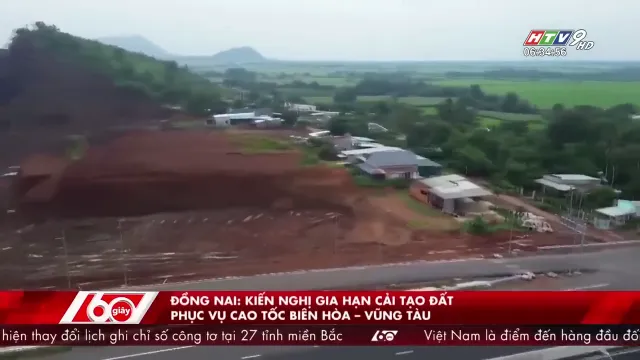 HTV9 HD
06:34:56
60 giây
ĐỒNG NAI: KIẾN NGHỊ GIA HẠN CẢI TẠO ĐẤT
PHỤC VỤ CAO TỐC BIÊN HÒA – VŨNG TÀU
hiện thay đổi lịch ghi chỉ số công tơ tại 27 tỉnh miền Bắc 60 Việt Nam là điểm đến hàng đầu đố